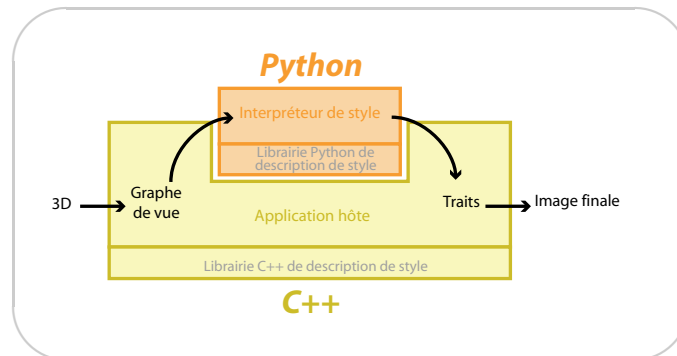 Python
Interpréteur de style
Librairie Python de
description de style
3D
Graphe
de vue
Traits
Image finale
Application hôte
Librairie C++ de description de style
C++